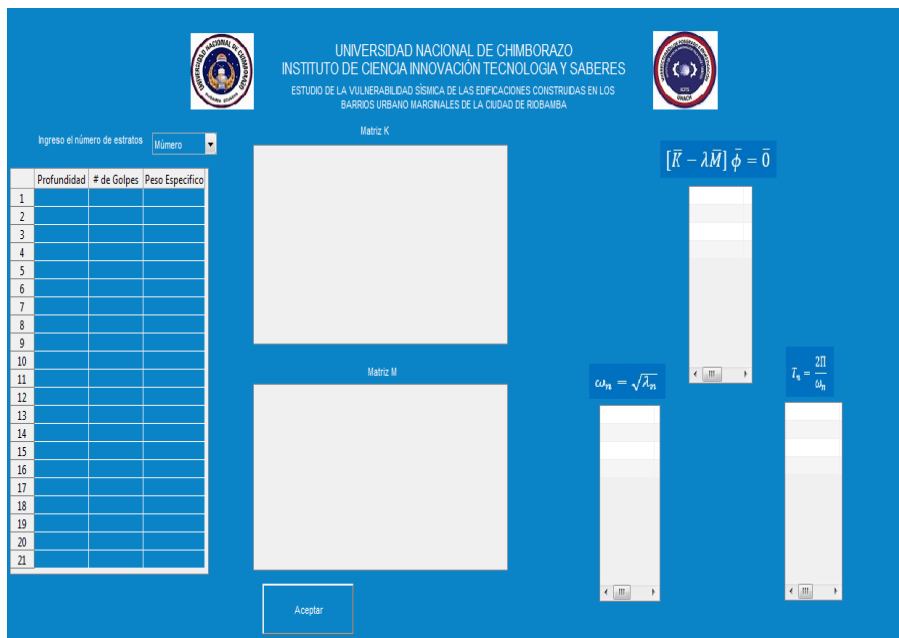 UNIVERSIDAD NACIONAL DE CHIMBORAZO
INSTITUTO DE CIENCIA INNOVACIÓN TECNOLOGIA Y SABERES
ESTUDIO DE LA VULNERABILIDAD SÍSMICA DE LAS EDIFICACIONES CONSTRUIDAS EN LOS
BARRIOS URBANO MARGINALES DE LA CIUDAD DE RIOBAMBA
Ingreso el número de estratos
Múmero
Profundidad # de Golpes Peso Especifico
1
2
3
4
5
6
7
8
9
10
11
12
13
14
15
16
17
18
19
20
21
Matriz K
Matriz M
Aceptar
[K̄ − λM̄] ϕ̄ = 0̄
ωₙ = √λₙ
Tₙ = 2Π/ωₙ